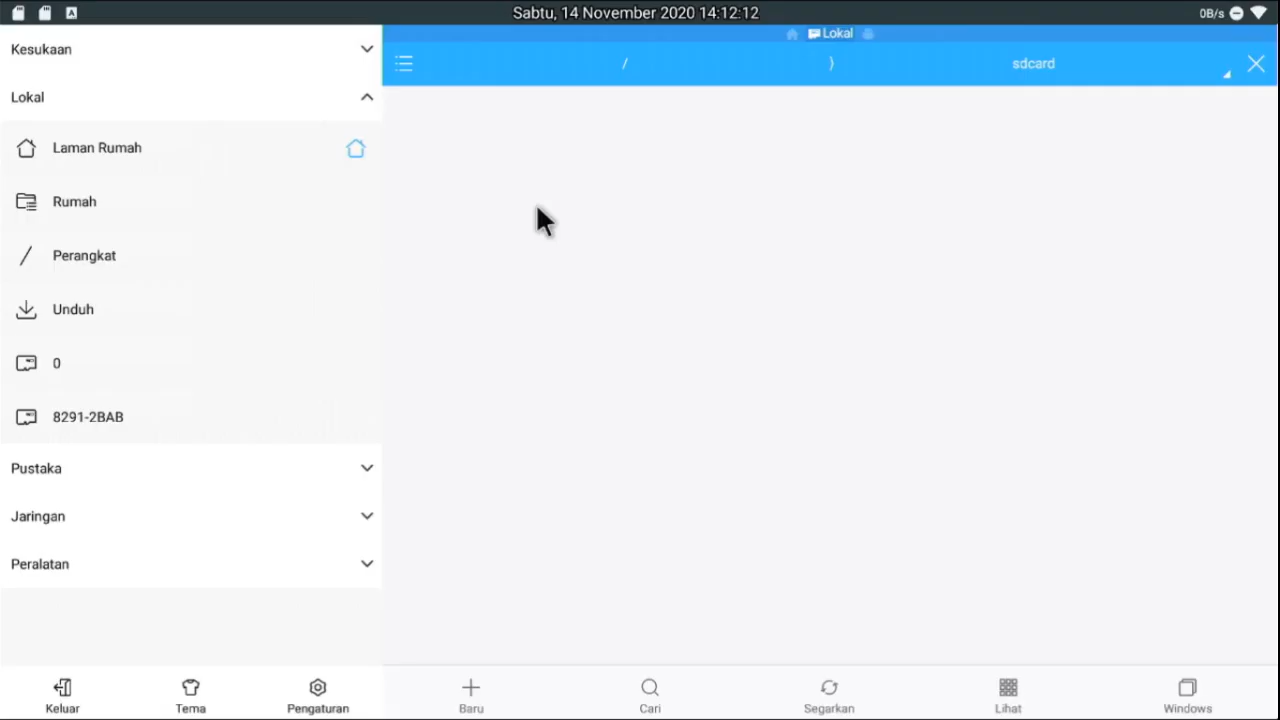 A
Sabtu, 14 November 2020 14:12:12
0B/s
Kesukaan
Lokal
Laman Rumah
Rumah
Perangkat
Unduh
0
8291-2BAB
Pustaka
Jaringan
Peralatan
Keluar
Tema
Pengaturan
Lokal
/ 〉 sdcard
Baru
Cari
Segarkan
Lihat
Windows